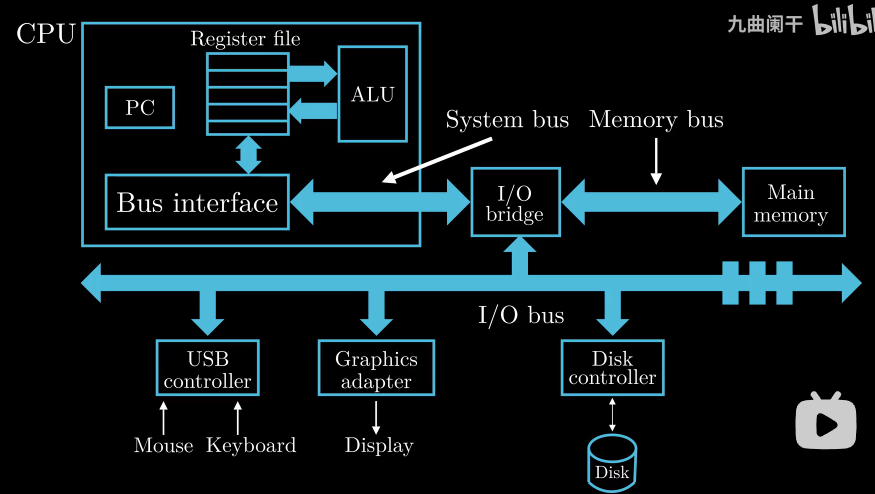 CPU
九曲阑干
bilibili
Register file
PC
ALU
System bus
Memory bus
Bus interface
I/O
bridge
Main
memory
I/O bus
USB
controller
Graphics
adapter
Disk
controller
Mouse
Keyboard
Display
Disk